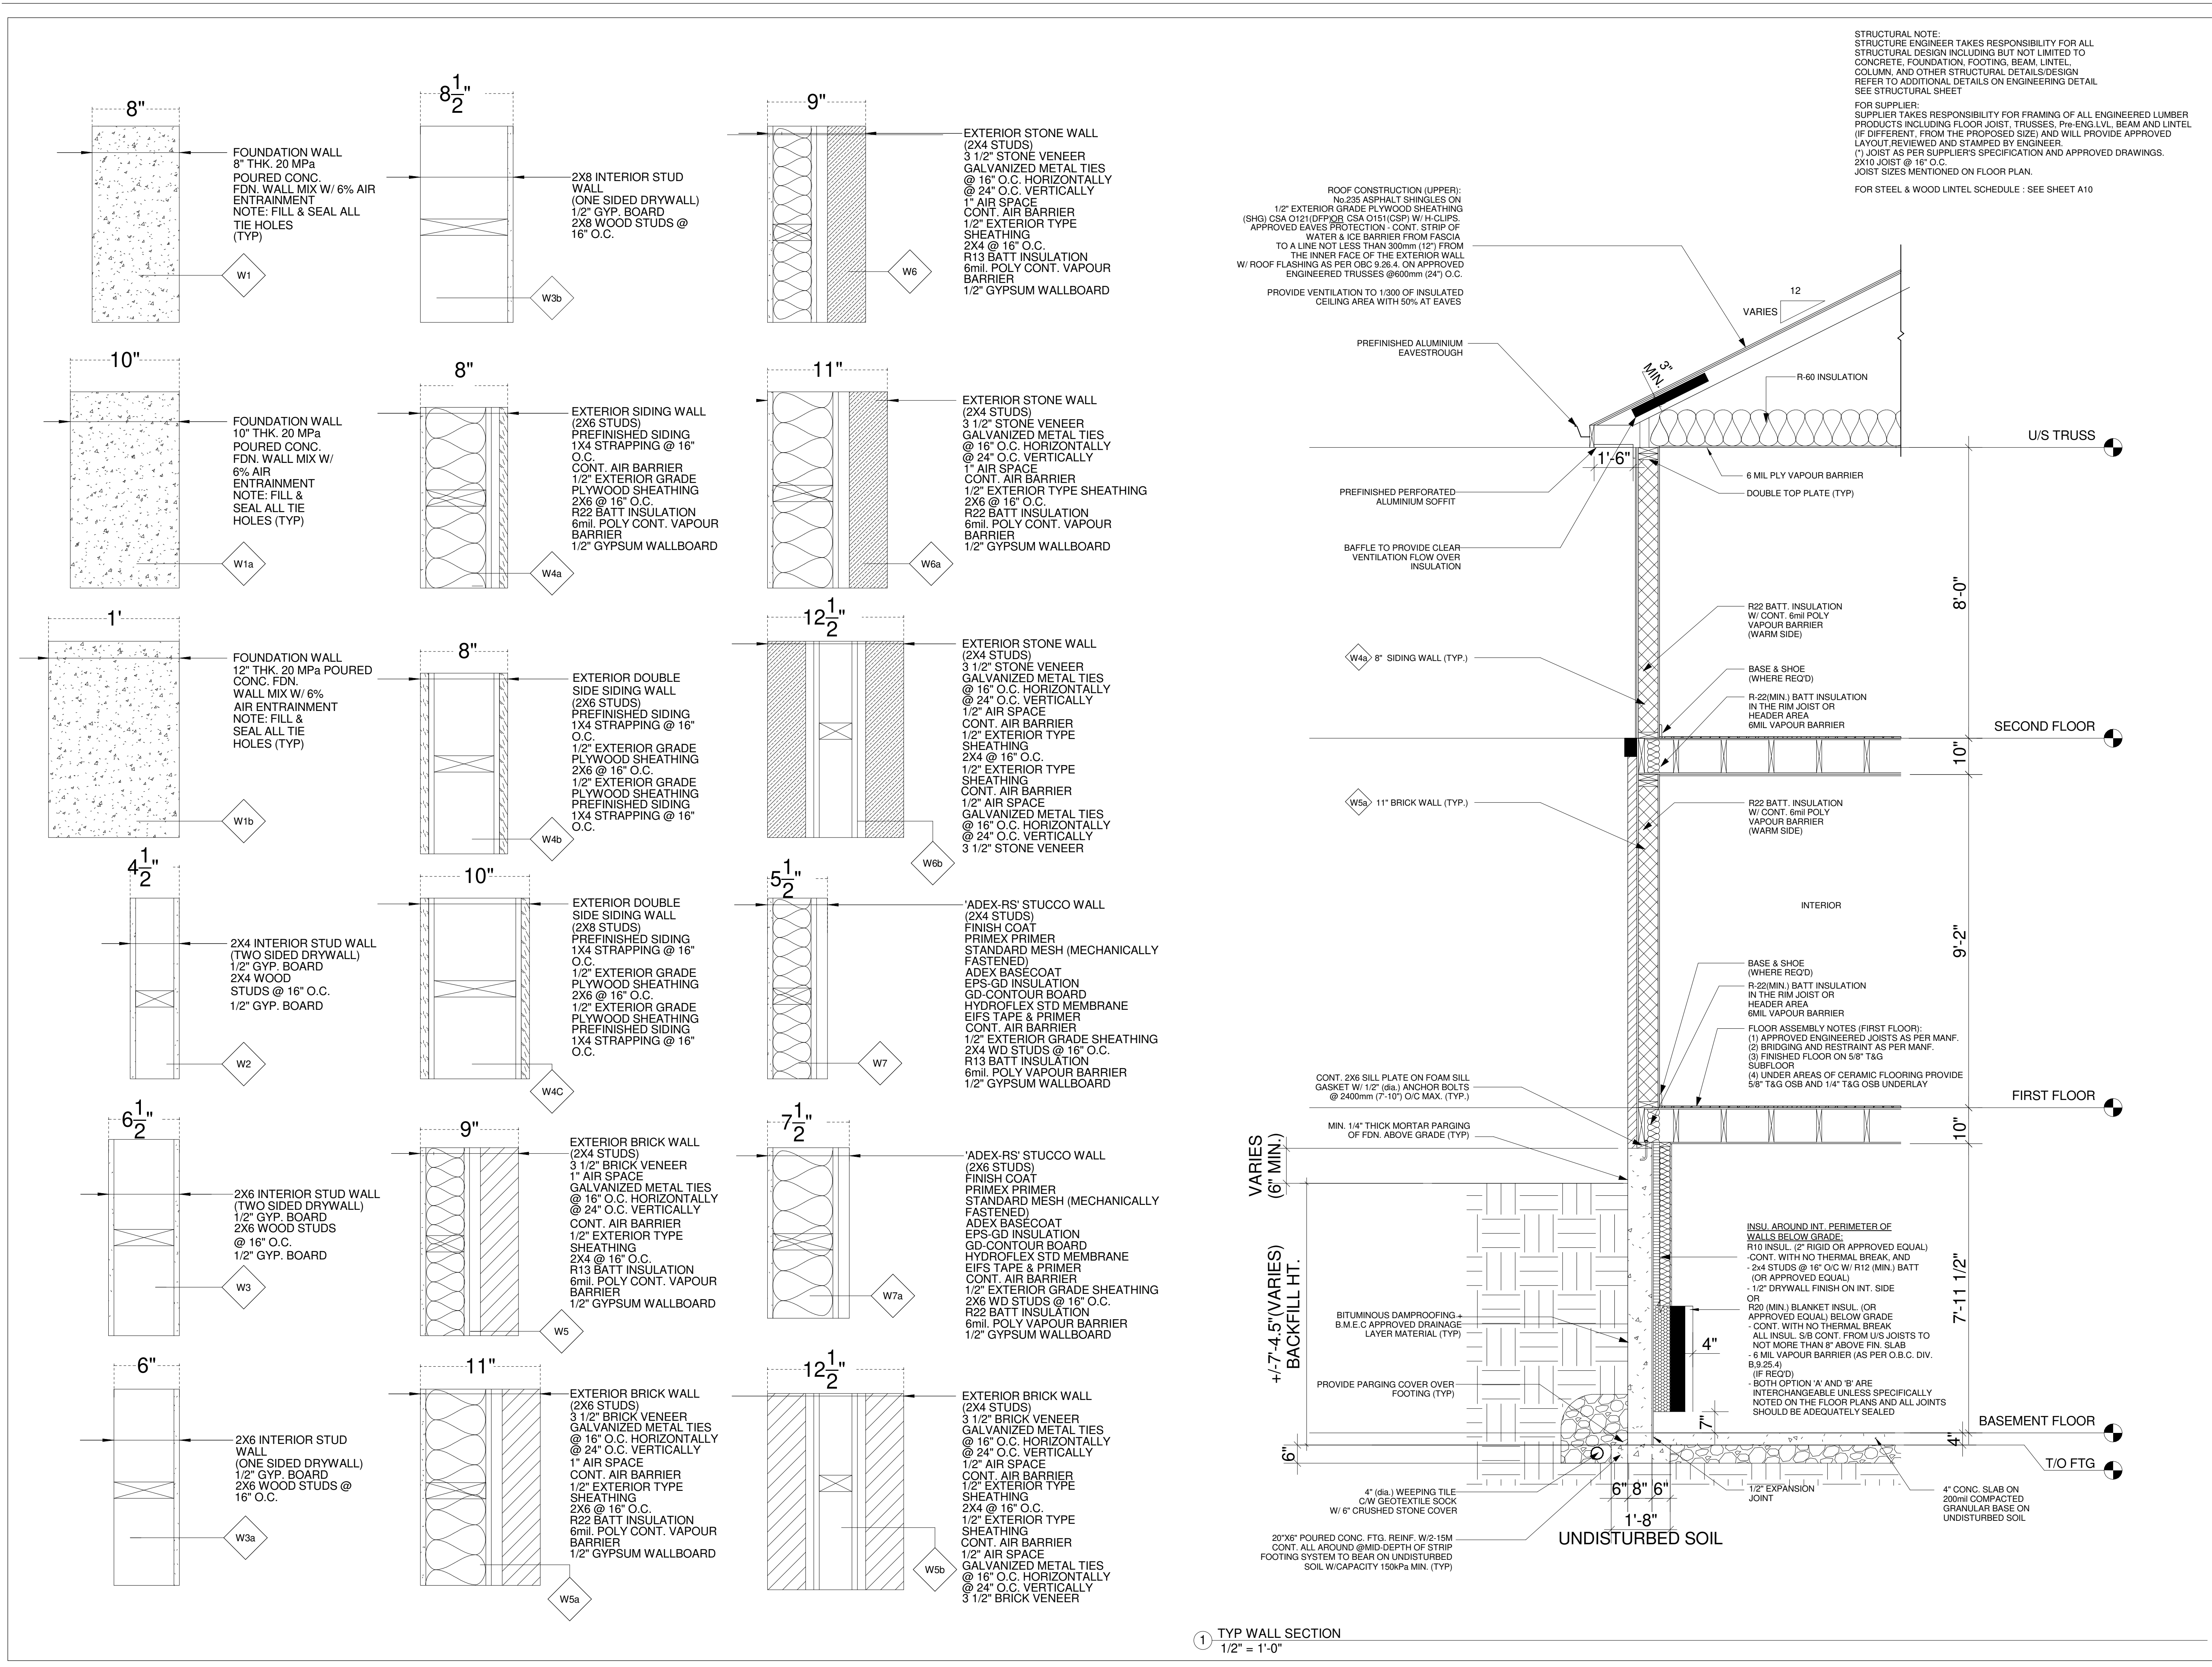 8"
FOUNDATION WALL
8" THK. 20 MPa
POURED CONC.
FDN. WALL MIX W/ 6% AIR
ENTRAINMENT
NOTE: FILL & SEAL ALL
TIE HOLES
(TYP)
W1
10"
FOUNDATION WALL
10" THK. 20 MPa
POURED CONC.
FDN. WALL MIX W/
6% AIR
ENTRAINMENT
NOTE: FILL &
SEAL ALL TIE
HOLES (TYP)
W1a
1'
FOUNDATION WALL
12" THK. 20 MPa POURED
CONC. FDN.
WALL MIX W/ 6%
AIR ENTRAINMENT
NOTE: FILL &
SEAL ALL TIE
HOLES (TYP)
W1b
4 1/2"
2X4 INTERIOR STUD WALL
(TWO SIDED DRYWALL)
1/2" GYP. BOARD
2X4 WOOD
STUDS @ 16" O.C.
1/2" GYP. BOARD
W2
6 1/2"
2X6 INTERIOR STUD WALL
(TWO SIDED DRYWALL)
1/2" GYP. BOARD
2X6 WOOD STUDS
@ 16" O.C.
1/2" GYP. BOARD
W3
6"
2X6 INTERIOR STUD
WALL
(ONE SIDED DRYWALL)
1/2" GYP. BOARD
2X6 WOOD STUDS @
16" O.C.
W3a
8 1/2"
2X8 INTERIOR STUD
WALL
(ONE SIDED DRYWALL)
1/2" GYP. BOARD
2X8 WOOD STUDS @
16" O.C.
W3b
8"
EXTERIOR SIDING WALL
(2X6 STUDS)
PREFINISHED SIDING
1X4 STRAPPING @ 16"
O.C.
CONT. AIR BARRIER
1/2" EXTERIOR GRADE
PLYWOOD SHEATHING
2X6 @ 16" O.C.
R22 BATT INSULATION
6mil. POLY CONT. VAPOUR
BARRIER
1/2" GYPSUM WALLBOARD
W4a
8"
EXTERIOR DOUBLE
SIDE SIDING WALL
(2X6 STUDS)
PREFINISHED SIDING
1X4 STRAPPING @ 16"
O.C.
1/2" EXTERIOR GRADE
PLYWOOD SHEATHING
2X6 @ 16" O.C.
1/2" EXTERIOR GRADE
PLYWOOD SHEATHING
PREFINISHED SIDING
1X4 STRAPPING @ 16"
O.C.
W4b
10"
EXTERIOR DOUBLE
SIDE SIDING WALL
(2X8 STUDS)
PREFINISHED SIDING
1X4 STRAPPING @ 16"
O.C.
1/2" EXTERIOR GRADE
PLYWOOD SHEATHING
2X6 @ 16" O.C.
1/2" EXTERIOR GRADE
PLYWOOD SHEATHING
PREFINISHED SIDING
1X4 STRAPPING @ 16"
O.C.
W4C
9"
EXTERIOR BRICK WALL
(2X4 STUDS)
3 1/2" BRICK VENEER
1" AIR SPACE
GALVANIZED METAL TIES
@ 16" O.C. HORIZONTALLY
@ 24" O.C. VERTICALLY
CONT. AIR BARRIER
1/2" EXTERIOR TYPE
SHEATHING
2X4 @ 16" O.C.
R13 BATT INSULATION
6mil. POLY CONT. VAPOUR
BARRIER
1/2" GYPSUM WALLBOARD
W5
11"
EXTERIOR BRICK WALL
(2X6 STUDS)
3 1/2" BRICK VENEER
GALVANIZED METAL TIES
@ 16" O.C. HORIZONTALLY
@ 24" O.C. VERTICALLY
1" AIR SPACE
CONT. AIR BARRIER
1/2" EXTERIOR TYPE
SHEATHING
2X6 @ 16" O.C.
R22 BATT INSULATION
6mil. POLY CONT. VAPOUR
BARRIER
1/2" GYPSUM WALLBOARD
W5a
9"
EXTERIOR STONE WALL
(2X4 STUDS)
3 1/2" STONE VENEER
GALVANIZED METAL TIES
@ 16" O.C. HORIZONTALLY
@ 24" O.C. VERTICALLY
1" AIR SPACE
CONT. AIR BARRIER
1/2" EXTERIOR TYPE
SHEATHING
2X4 @ 16" O.C.
R13 BATT INSULATION
6mil. POLY CONT. VAPOUR
BARRIER
1/2" GYPSUM WALLBOARD
W6
11"
EXTERIOR STONE WALL
(2X4 STUDS)
3 1/2" STONE VENEER
GALVANIZED METAL TIES
@ 16" O.C. HORIZONTALLY
@ 24" O.C. VERTICALLY
1" AIR SPACE
CONT. AIR BARRIER
1/2" EXTERIOR TYPE SHEATHING
2X6 @ 16" O.C.
R22 BATT INSULATION
6mil. POLY CONT. VAPOUR
BARRIER
1/2" GYPSUM WALLBOARD
W6a
12 1/2"
EXTERIOR STONE WALL
(2X4 STUDS)
3 1/2" STONE VENEER
GALVANIZED METAL TIES
@ 16" O.C. HORIZONTALLY
@ 24" O.C. VERTICALLY
1/2" AIR SPACE
CONT. AIR BARRIER
1/2" EXTERIOR TYPE
SHEATHING
2X4 @ 16" O.C.
1/2" EXTERIOR TYPE
SHEATHING
CONT. AIR BARRIER
1/2" AIR SPACE
GALVANIZED METAL TIES
@ 16" O.C. HORIZONTALLY
@ 24" O.C. VERTICALLY
3 1/2" STONE VENEER
W6b
5 1/2"
'ADEX-RS' STUCCO WALL
(2X4 STUDS)
FINISH COAT
PRIMEX PRIMER
STANDARD MESH (MECHANICALLY
FASTENED)
ADEX BASECOAT
EPS-GD INSULATION
GD-CONTOUR BOARD
HYDROFLEX STD MEMBRANE
EIFS TAPE & PRIMER
CONT. AIR BARRIER
1/2" EXTERIOR GRADE SHEATHING
2X4 WD STUDS @ 16" O.C.
R13 BATT INSULATION
6mil. POLY VAPOUR BARRIER
1/2" GYPSUM WALLBOARD
W7
7 1/2"
'ADEX-RS' STUCCO WALL
(2X6 STUDS)
FINISH COAT
PRIMEX PRIMER
STANDARD MESH (MECHANICALLY
FASTENED)
ADEX BASECOAT
EPS-GD INSULATION
GD-CONTOUR BOARD
HYDROFLEX STD MEMBRANE
EIFS TAPE & PRIMER
CONT. AIR BARRIER
1/2" EXTERIOR GRADE SHEATHING
2X6 WD STUDS @ 16" O.C.
R22 BATT INSULATION
6mil. POLY VAPOUR BARRIER
1/2" GYPSUM WALLBOARD
W7a
12 1/2"
EXTERIOR BRICK WALL
(2X4 STUDS)
3 1/2" BRICK VENEER
GALVANIZED METAL TIES
@ 16" O.C. HORIZONTALLY
@ 24" O.C. VERTICALLY
1/2" AIR SPACE
CONT. AIR BARRIER
1/2" EXTERIOR TYPE
SHEATHING
2X4 @ 16" O.C.
1/2" EXTERIOR TYPE
SHEATHING
CONT. AIR BARRIER
1/2" AIR SPACE
GALVANIZED METAL TIES
@ 16" O.C. HORIZONTALLY
@ 24" O.C. VERTICALLY
3 1/2" BRICK VENEER
W5b
STRUCTURAL NOTE:
STRUCTURE ENGINEER TAKES RESPONSIBILITY FOR ALL
STRUCTURAL DESIGN INCLUDING BUT NOT LIMITED TO
CONCRETE, FOUNDATION, FOOTING, BEAM, LINTEL,
COLUMN, AND OTHER STRUCTURAL DETAILS/DESIGN
REFER TO ADDITIONAL DETAILS ON ENGINEERING DETAIL
SEE STRUCTURAL SHEET
FOR SUPPLIER:
SUPPLIER TAKES RESPONSIBILITY FOR FRAMING OF ALL ENGINEERED LUMBER
PRODUCTS INCLUDING FLOOR JOIST, TRUSSES, Pre-ENG.LVL, BEAM AND LINTEL
(IF DIFFERENT, FROM THE PROPOSED SIZE) AND WILL PROVIDE APPROVED
LAYOUT,REVIEWED AND STAMPED BY ENGINEER.
(*) JOIST AS PER SUPPLIER'S SPECIFICATION AND APPROVED DRAWINGS.
2X10 JOIST @ 16" O.C.
JOIST SIZES MENTIONED ON FLOOR PLAN.
FOR STEEL & WOOD LINTEL SCHEDULE : SEE SHEET A10
ROOF CONSTRUCTION (UPPER):
No.235 ASPHALT SHINGLES ON
1/2" EXTERIOR GRADE PLYWOOD SHEATHING
(SHG) CSA O121(DFP)OR CSA O151(CSP) W/ H-CLIPS.
APPROVED EAVES PROTECTION - CONT. STRIP OF
WATER & ICE BARRIER FROM FASCIA
TO A LINE NOT LESS THAN 300mm (12") FROM
THE INNER FACE OF THE EXTERIOR WALL
W/ ROOF FLASHING AS PER OBC 9.26.4. ON APPROVED
ENGINEERED TRUSSES @600mm (24") O.C.
PROVIDE VENTILATION TO 1/300 OF INSULATED
CEILING AREA WITH 50% AT EAVES
12
VARIES
PREFINISHED ALUMINIUM
EAVESTROUGH
3"
MIN.
R-60 INSULATION
U/S TRUSS
1'-6"
6 MIL PLY VAPOUR BARRIER
DOUBLE TOP PLATE (TYP)
PREFINISHED PERFORATED
ALUMINIUM SOFFIT
BAFFLE TO PROVIDE CLEAR
VENTILATION FLOW OVER
INSULATION
8'-0"
R22 BATT. INSULATION
W/ CONT. 6mil POLY
VAPOUR BARRIER
(WARM SIDE)
W4a 8" SIDING WALL (TYP.)
BASE & SHOE
(WHERE REQ'D)
R-22(MIN.) BATT INSULATION
IN THE RIM JOIST OR
HEADER AREA
6MIL VAPOUR BARRIER
SECOND FLOOR
10"
W5a 11" BRICK WALL (TYP.)
R22 BATT. INSULATION
W/ CONT. 6mil POLY
VAPOUR BARRIER
(WARM SIDE)
INTERIOR
9'-2"
BASE & SHOE
(WHERE REQ'D)
R-22(MIN.) BATT INSULATION
IN THE RIM JOIST OR
HEADER AREA
6MIL VAPOUR BARRIER
FLOOR ASSEMBLY NOTES (FIRST FLOOR):
(1) APPROVED ENGINEERED JOISTS AS PER MANF.
(2) BRIDGING AND RESTRAINT AS PER MANF.
(3) FINISHED FLOOR ON 5/8" T&G
SUBFLOOR
(4) UNDER AREAS OF CERAMIC FLOORING PROVIDE
5/8" T&G OSB AND 1/4" T&G OSB UNDERLAY
CONT. 2X6 SILL PLATE ON FOAM SILL
GASKET W/ 1/2" (dia.) ANCHOR BOLTS
@ 2400mm (7'-10") O/C MAX. (TYP.)
FIRST FLOOR
10"
MIN. 1/4" THICK MORTAR PARGING
OF FDN. ABOVE GRADE (TYP)
VARIES
(6" MIN.)
+/-7'-4.5"(VARIES)
BACKFILL HT.
INSU. AROUND INT. PERIMETER OF
WALLS BELOW GRADE:
R10 INSUL. (2" RIGID OR APPROVED EQUAL)
-CONT. WITH NO THERMAL BREAK, AND
- 2x4 STUDS @ 16" O/C W/ R12 (MIN.) BATT
(OR APPROVED EQUAL)
- 1/2" DRYWALL FINISH ON INT. SIDE
OR
R20 (MIN.) BLANKET INSUL. (OR
APPROVED EQUAL) BELOW GRADE
- CONT. WITH NO THERMAL BREAK
ALL INSUL. S/B CONT. FROM U/S JOISTS TO
NOT MORE THAN 8" ABOVE FIN. SLAB
- 6 MIL VAPOUR BARRIER (AS PER O.B.C. DIV.
B,9.25.4)
(IF REQ'D)
- BOTH OPTION 'A' AND 'B' ARE
INTERCHANGEABLE UNLESS SPECIFICALLY
NOTED ON THE FLOOR PLANS AND ALL JOINTS
SHOULD BE ADEQUATELY SEALED
7'-11 1/2"
BITUMINOUS DAMPROOFING +
B.M.E.C APPROVED DRAINAGE
LAYER MATERIAL (TYP)
4"
PROVIDE PARGING COVER OVER
FOOTING (TYP)
7"
BASEMENT FLOOR
4"
6"
T/O FTG
4" (dia.) WEEPING TILE
C/W GEOTEXTILE SOCK
W/ 6" CRUSHED STONE COVER
6" 8" 6"
1'-8"
1/2" EXPANSION
JOINT
4" CONC. SLAB ON
200mil COMPACTED
GRANULAR BASE ON
UNDISTURBED SOIL
UNDISTURBED SOIL
20"X6" POURED CONC. FTG. REINF. W/2-15M
CONT. ALL AROUND @MID-DEPTH OF STRIP
FOOTING SYSTEM TO BEAR ON UNDISTURBED
SOIL W/CAPACITY 150kPa MIN. (TYP)
1 TYP WALL SECTION
1/2" = 1'-0"